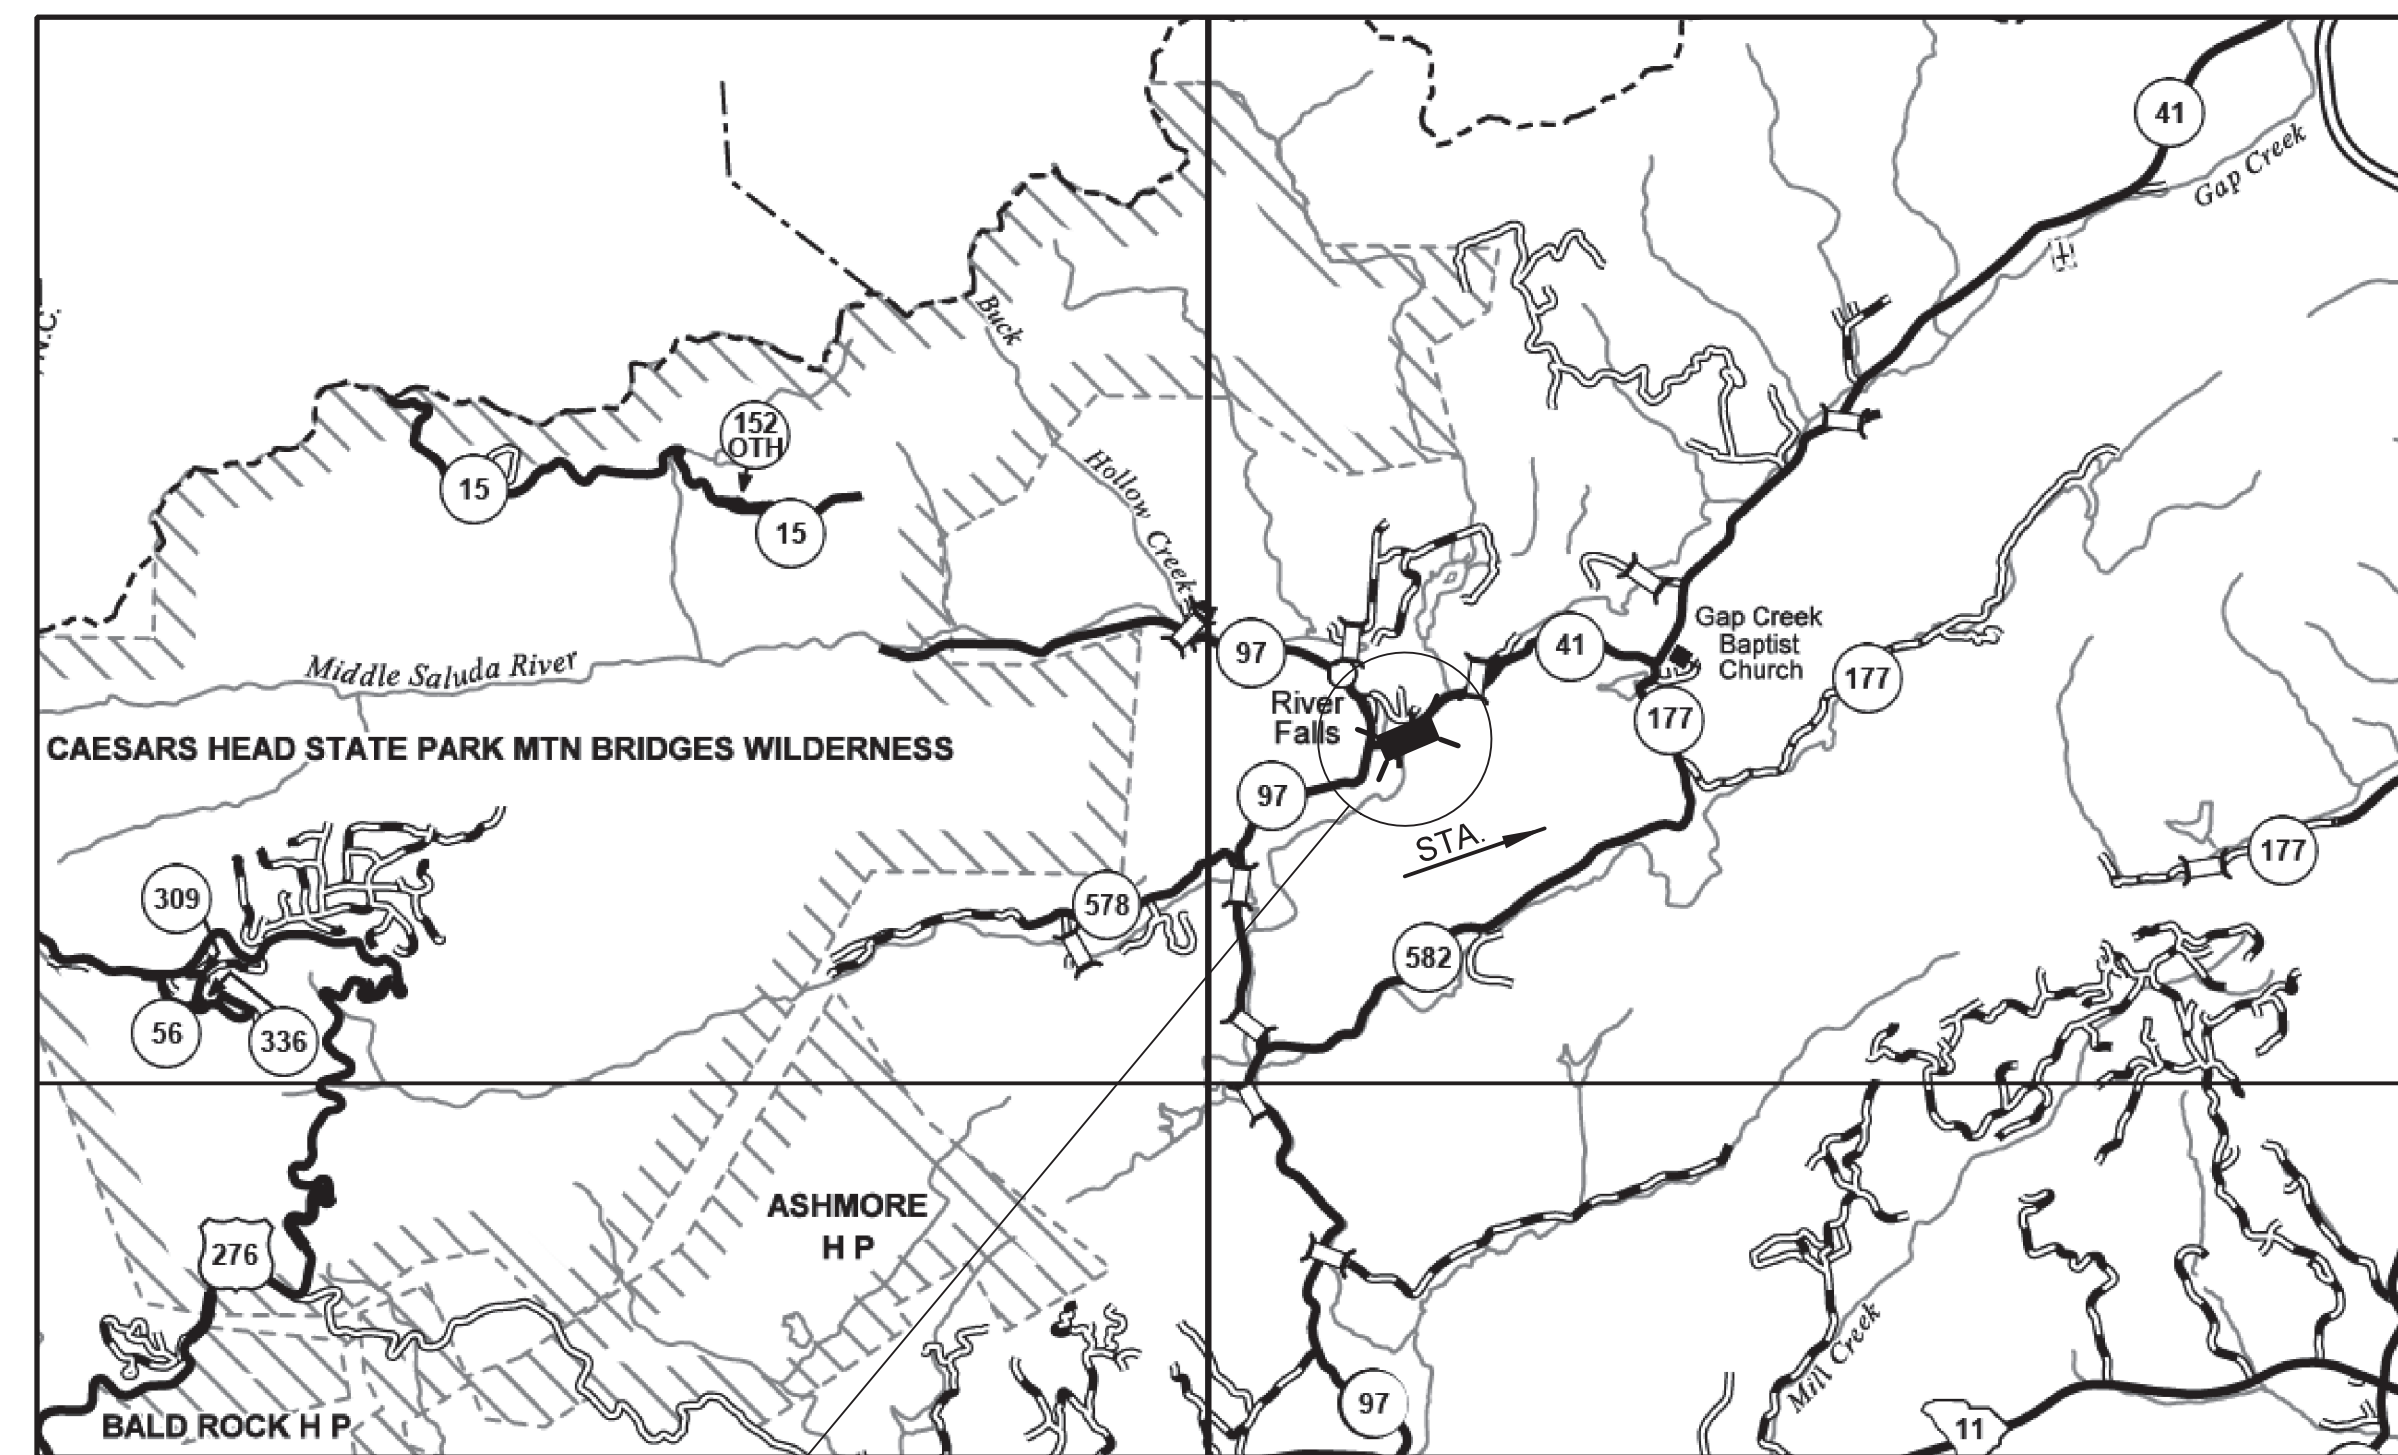 41
Gap Creek
N.C.
Buck
152
OTH
15
15
Hollow Creek
97
41
Gap Creek
Baptist
Church
177
177
Middle Saluda River
River
Falls
CAESARS HEAD STATE PARK MTN BRIDGES WILDERNESS
97
STA.
177
309
578
582
56
336
ASHMORE
H P
276
Mill Creek
97
11
BALD ROCK H P